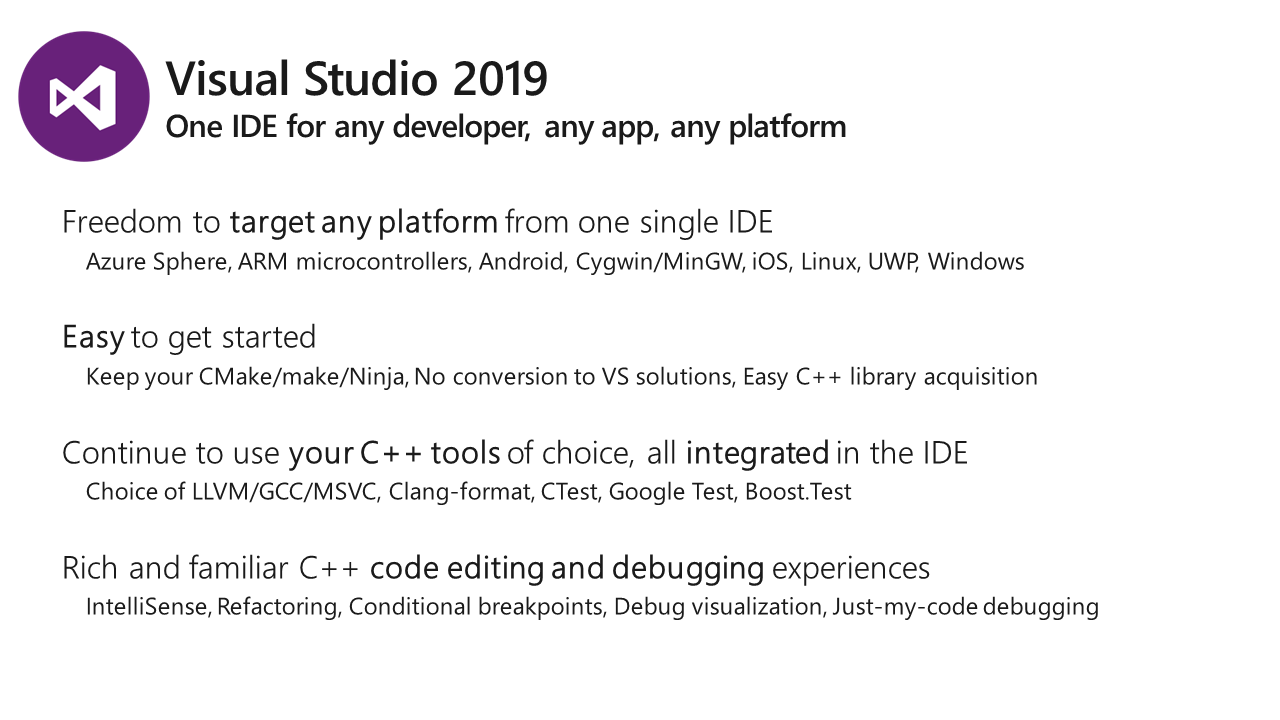 Visual Studio 2019
One IDE for any developer, any app, any platform
Freedom to target any platform from one single IDE
Azure Sphere, ARM microcontrollers, Android, Cygwin/MinGW, iOS, Linux, UWP, Windows
Easy to get started
Keep your CMake/make/Ninja, No conversion to VS solutions, Easy C++ library acquisition
Continue to use your C++ tools of choice, all integrated in the IDE
Choice of LLVM/GCC/MSVC, Clang-format, CTest, Google Test, Boost.Test
Rich and familiar C++ code editing and debugging experiences
IntelliSense, Refactoring, Conditional breakpoints, Debug visualization, Just-my-code debugging